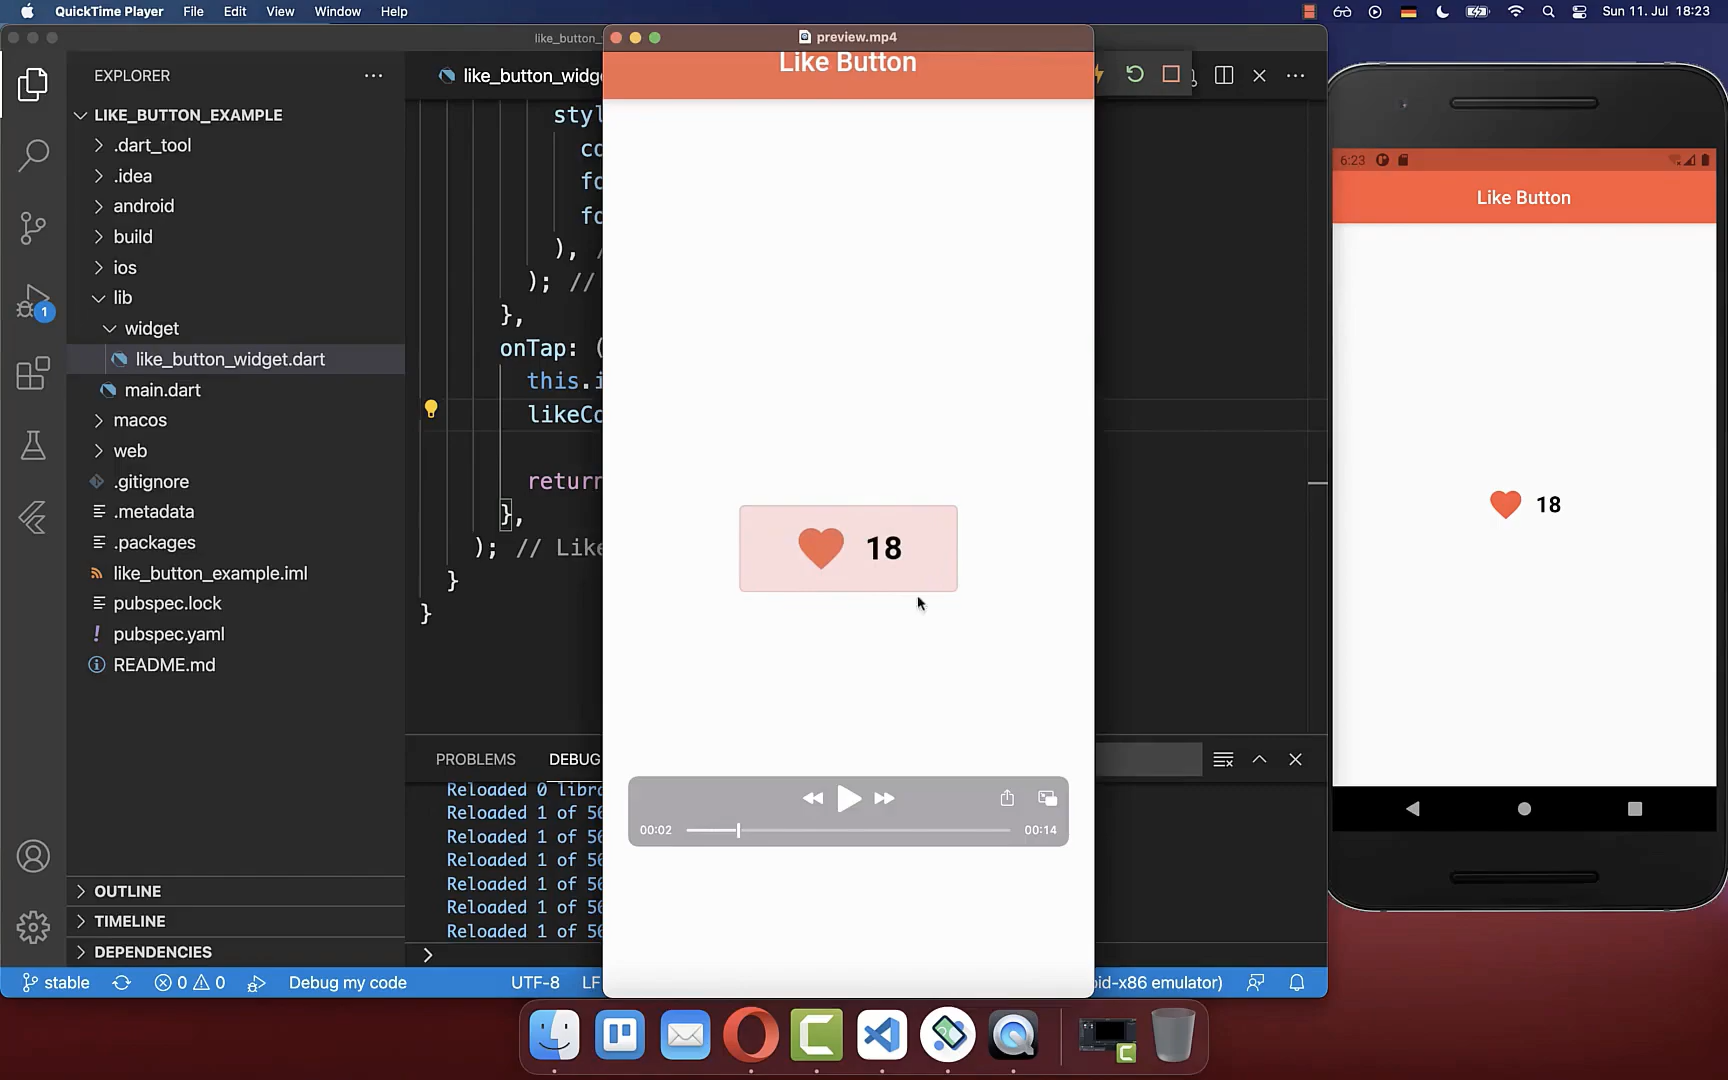 QuickTime Player File Edit View Window Help
Sun 11. Jul 18:23
like_button_
preview.mp4
EXPLORER
LIKE_BUTTON_EXAMPLE
.dart_tool
.idea
android
build
ios
lib
widget
like_button_widget.dart
main.dart
macos
web
.gitignore
.metadata
.packages
like_button_example.iml
pubspec.lock
! pubspec.yaml
README.md
OUTLINE
TIMELINE
DEPENDENCIES
1
like_button_widg
styl
co
fo
fo
), /
); //
},
onTap: (
this.i
likeCo
return
},
); // Like
}
}
PROBLEMS DEBUG
Reloaded 0 libra
Reloaded 1 of 56
Reloaded 1 of 56
Reloaded 1 of 56
Reloaded 1 of 56
Reloaded 1 of 56
Reloaded 1 of 56
Like Button
18
00:02
00:14
6:23
Like Button
18
stable
0 0
Debug my code
UTF-8
LF
oid-x86 emulator)